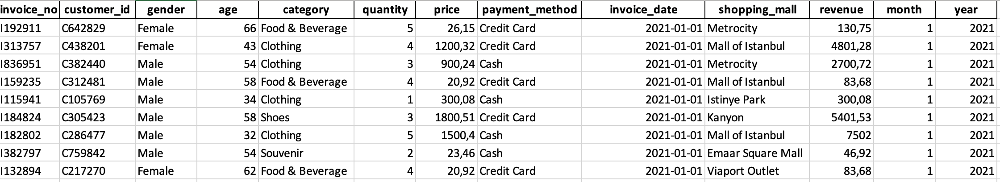 invoice_no customer_id gender age category quantity price payment_method invoice_date shopping_mall revenue month year
I192911 C642829 Female 66 Food & Beverage 5 26,15 Credit Card 2021-01-01 Metrocity 130,75 1 2021
I313757 C438201 Female 43 Clothing 4 1200,32 Credit Card 2021-01-01 Mall of Istanbul 4801,28 1 2021
I836951 C382440 Male 54 Clothing 3 900,24 Cash 2021-01-01 Metrocity 2700,72 1 2021
I159235 C312481 Male 58 Food & Beverage 4 20,92 Credit Card 2021-01-01 Mall of Istanbul 83,68 1 2021
I115941 C105769 Male 34 Clothing 1 300,08 Cash 2021-01-01 Istinye Park 300,08 1 2021
I184824 C305423 Male 58 Shoes 3 1800,51 Credit Card 2021-01-01 Kanyon 5401,53 1 2021
I182802 C286477 Male 32 Clothing 5 1500,4 Cash 2021-01-01 Mall of Istanbul 7502 1 2021
I382797 C759842 Male 54 Souvenir 2 23,46 Cash 2021-01-01 Emaar Square Mall 46,92 1 2021
I132894 C217270 Female 62 Food & Beverage 4 20,92 Credit Card 2021-01-01 Viaport Outlet 83,68 1 2021